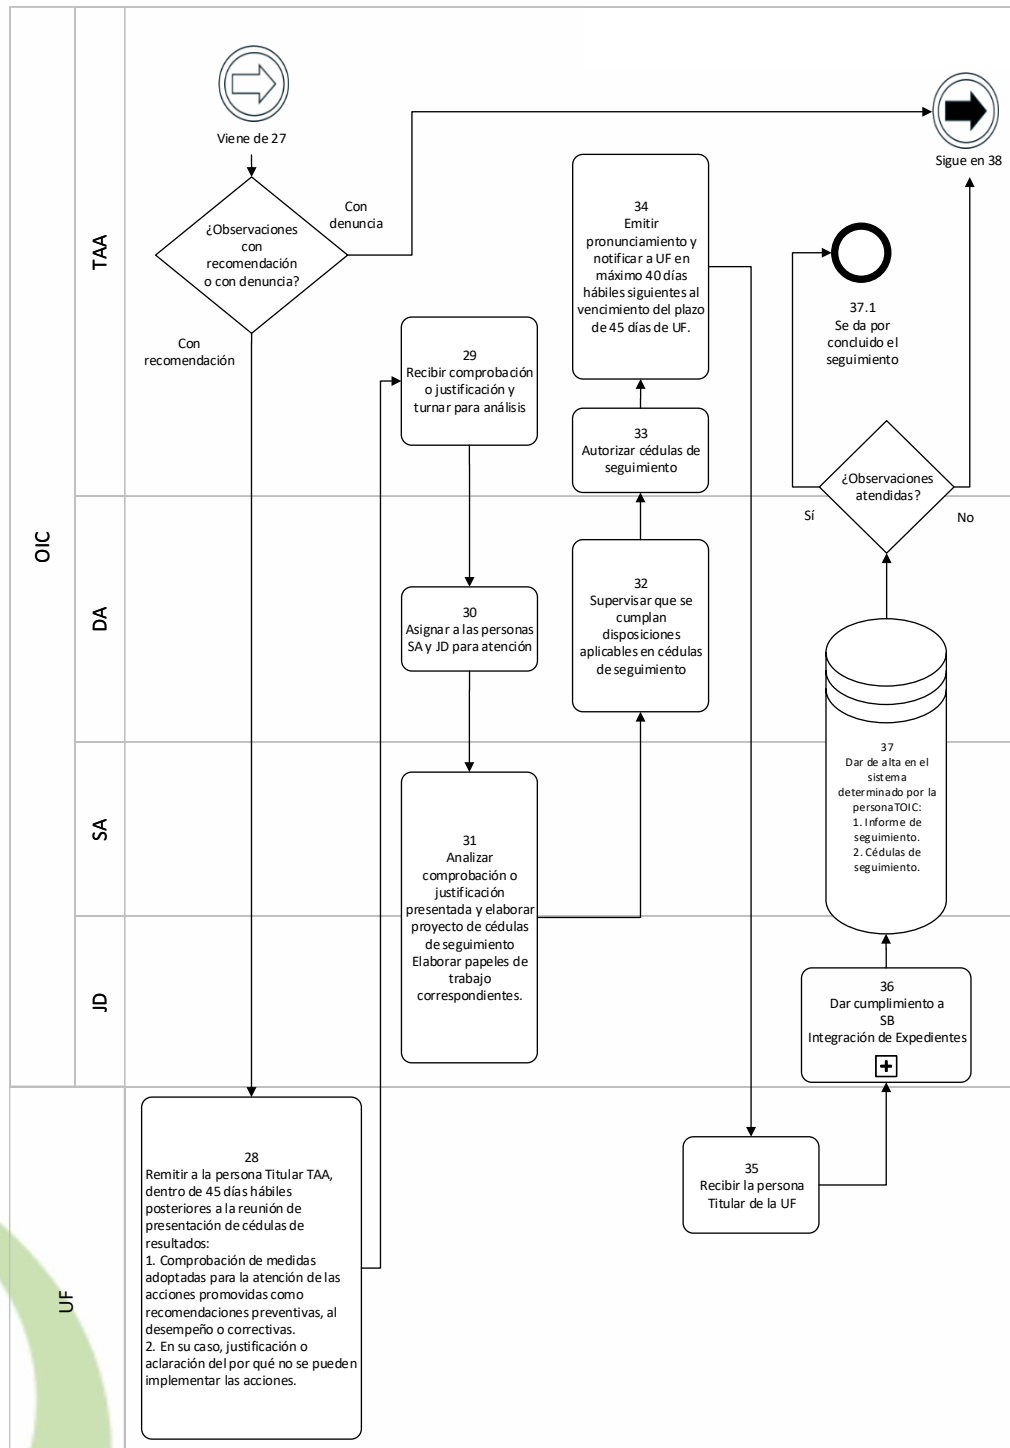 OIC
TAA
DA
SA
JD
UF
Viene de 27
¿Observaciones
con
recomendación
o con denuncia?
Con
denuncia
Con
recomendación
28
Remitir a la persona Titular TAA,
dentro de 45 días hábiles
posteriores a la reunión de
presentación de cédulas de
resultados:
1. Comprobación de medidas
adoptadas para la atención de las
acciones promovidas como
recomendaciones preventivas, al
desempeño o correctivas.
2. En su caso, justificación o
aclaración del por qué no se pueden
implementar las acciones.
29
Recibir comprobación
o justificación y
turnar para análisis
30
Asignar a las personas
SA y JD para atención
31
Analizar
comprobación o
justificación
presentada y elaborar
proyecto de cédulas
de seguimiento
Elaborar papeles de
trabajo
correspondientes.
32
Supervisar que se
cumplan
disposiciones
aplicables en cédulas
de seguimiento
33
Autorizar cédulas de
seguimiento
34
Emitir
pronunciamiento y
notificar a UF en
máximo 40 días
hábiles siguientes al
vencimiento del plazo
de 45 días de UF.
35
Recibir la persona
Titular de la UF
36
Dar cumplimiento a
SB
Integración de Expedientes
37
Dar de alta en el
sistema
determinado por la
personaTOIC:
1. Informe de
seguimiento.
2. Cédulas de
seguimiento.
¿Observaciones
atendidas?
Sí
No
37.1
Se da por
concluido el
seguimiento
Sigue en 38